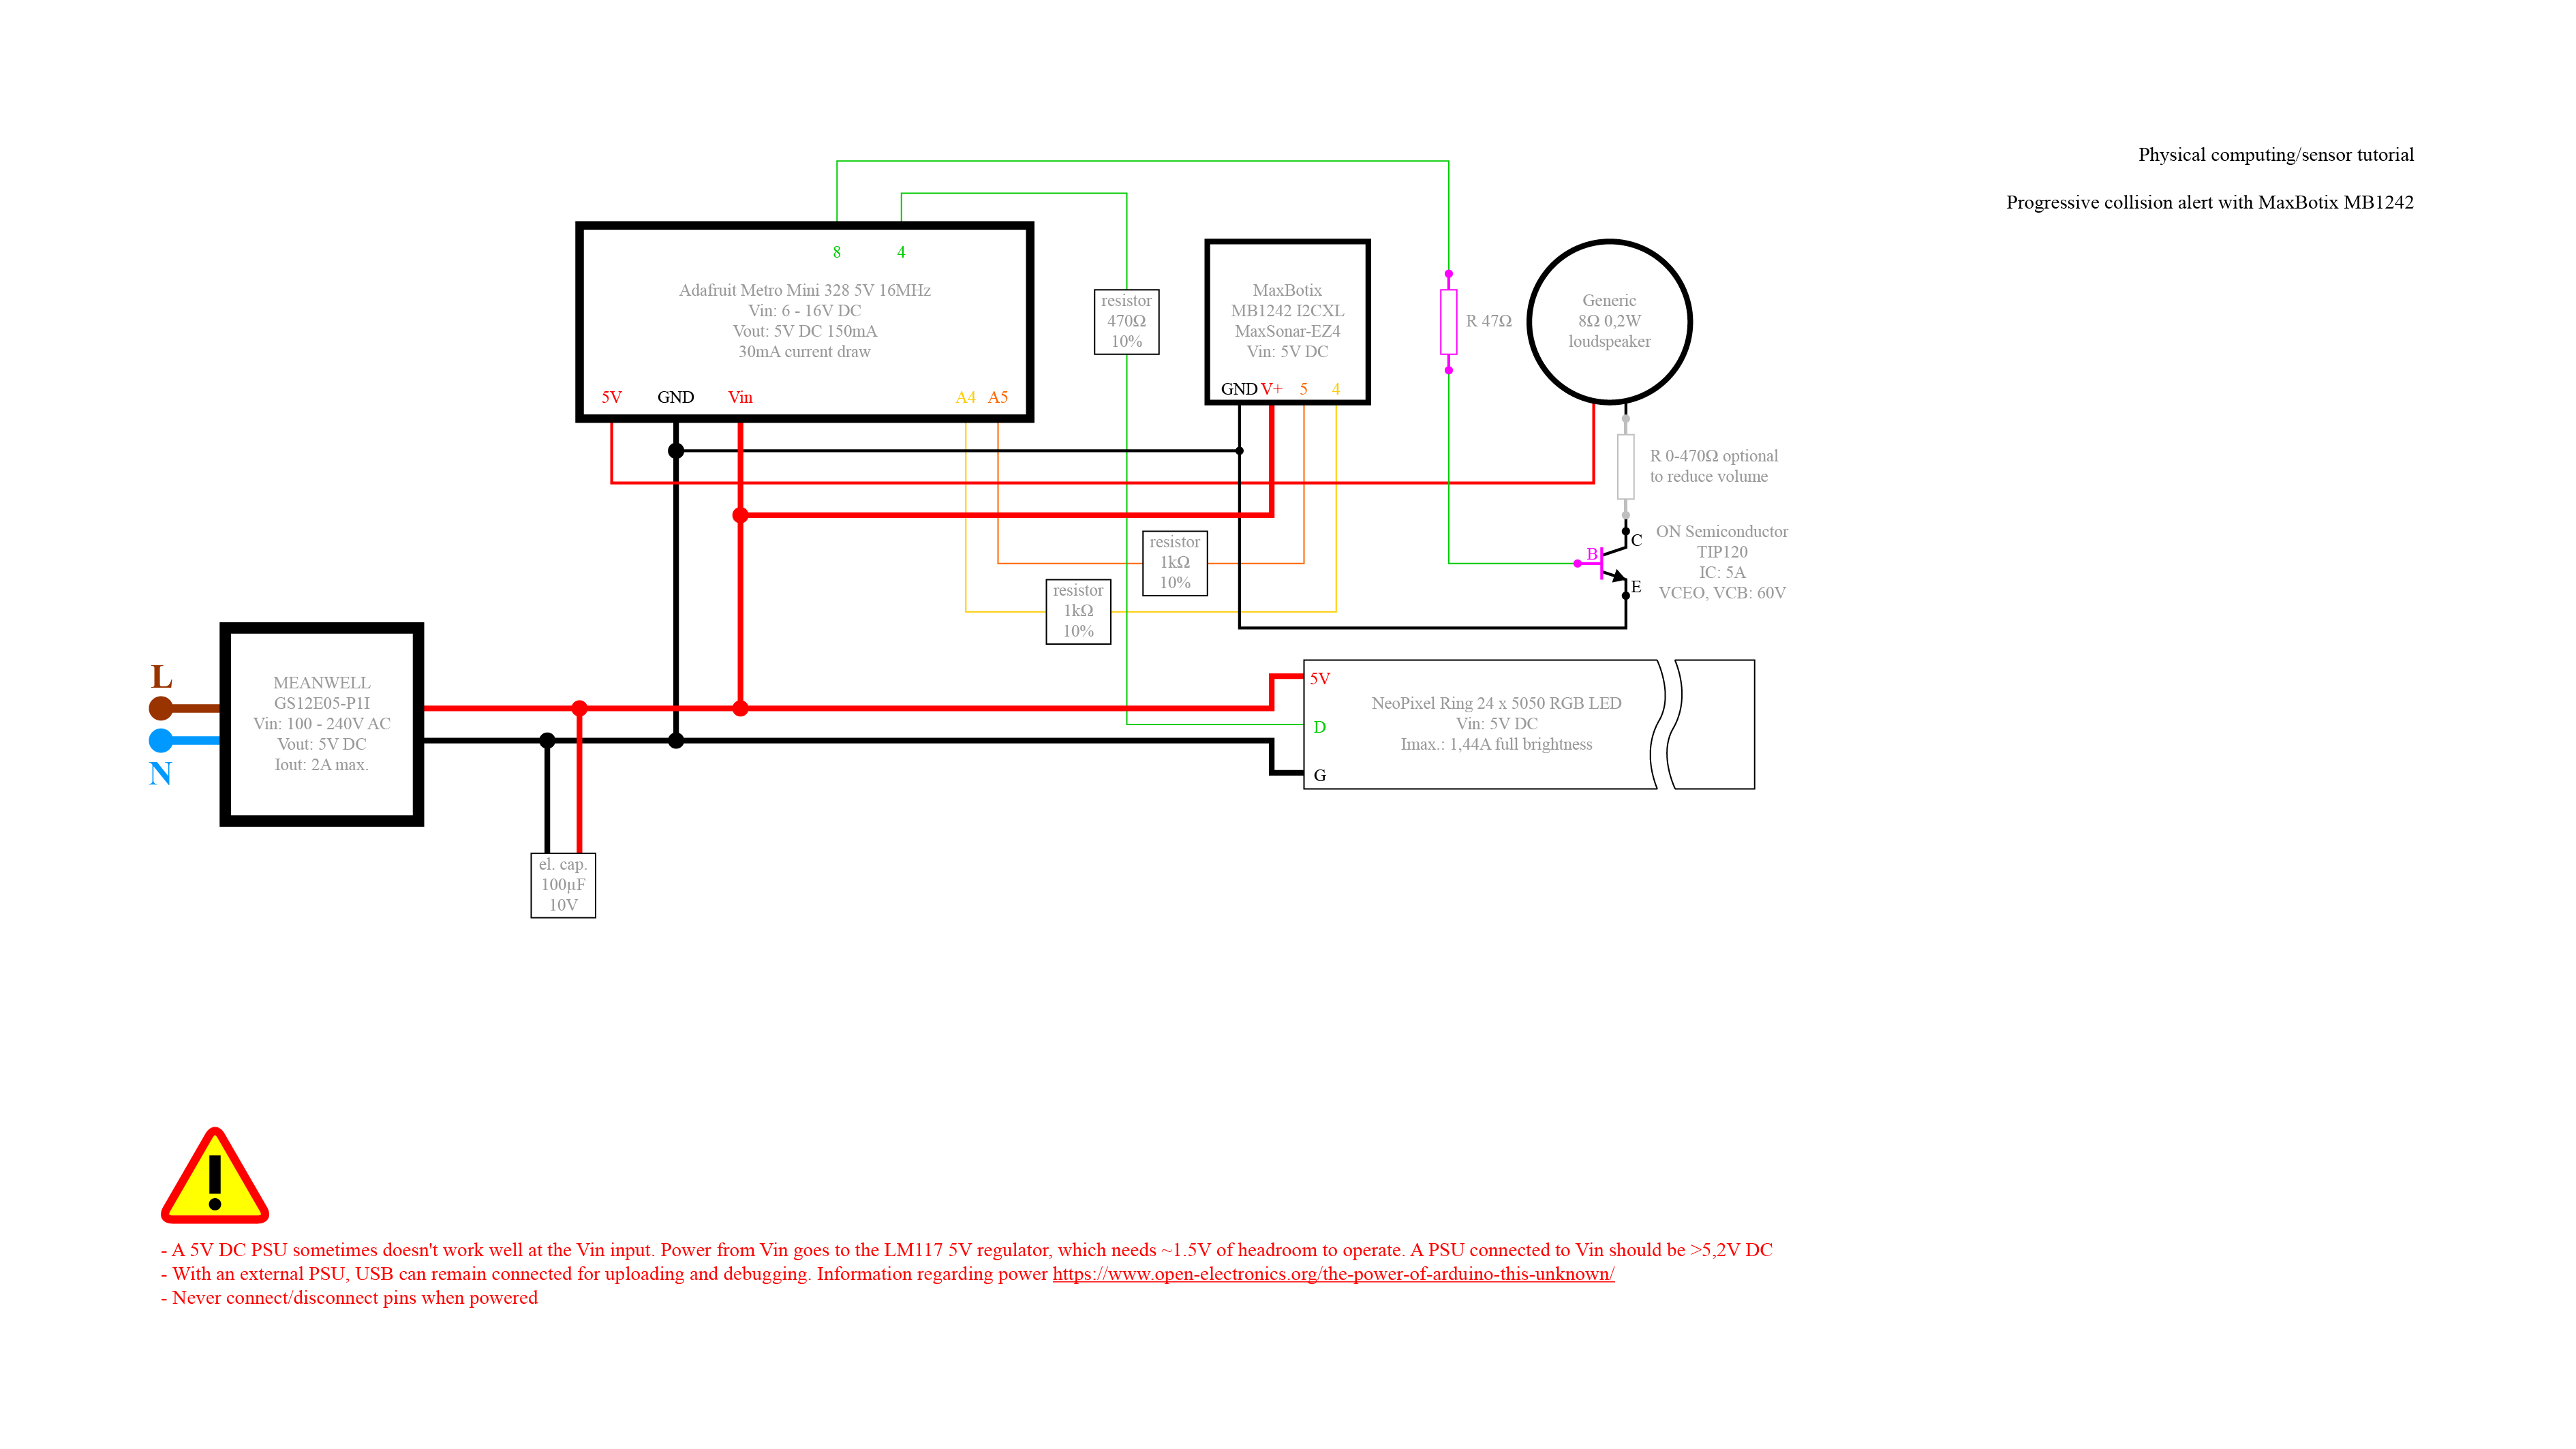 Physical computing/sensor tutorial
Progressive collision alert with MaxBotix MB1242
8
4
Adafruit Metro Mini 328 5V 16MHz
Vin: 6 - 16V DC
Vout: 5V DC 150mA
30mA current draw
5V
GND
Vin
A4
A5
resistor
470Ω
10%
MaxBotix
MB1242 I2CXL
MaxSonar-EZ4
Vin: 5V DC
GND
V+
5
4
R 47Ω
Generic
8Ω 0,2W
loudspeaker
R 0-470Ω optional
to reduce volume
resistor
1kΩ
10%
resistor
1kΩ
10%
B
C
E
ON Semiconductor
TIP120
IC: 5A
VCEO, VCB: 60V
L
N
MEANWELL
GS12E05-P1I
Vin: 100 - 240V AC
Vout: 5V DC
Iout: 2A max.
5V
D
G
NeoPixel Ring 24 x 5050 RGB LED
Vin: 5V DC
Imax.: 1,44A full brightness
el. cap.
100µF
10V
- A 5V DC PSU sometimes doesn't work well at the Vin input. Power from Vin goes to the LM117 5V regulator, which needs ~1.5V of headroom to operate. A PSU connected to Vin should be >5,2V DC
- With an external PSU, USB can remain connected for uploading and debugging. Information regarding power https://www.open-electronics.org/the-power-of-arduino-this-unknown/
- Never connect/disconnect pins when powered